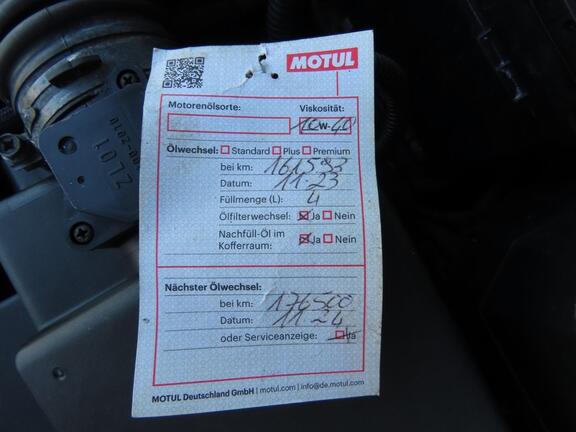 MOTUL
Motorenölsorte: Viskosität:
10W-40
Ölwechsel: Standard Plus Premium
bei km: 161583
Datum: 11-23
Füllmenge (L): 4
Ölfilterwechsel: Ja Nein
Nachfüll-Öl im
Kofferraum: Ja Nein
Nächster Ölwechsel:
bei km: 176500
Datum: 11-24
oder Serviceanzeige: Ja
MOTUL Deutschland GmbH | motul.com | info@de.motul.com
ZL01